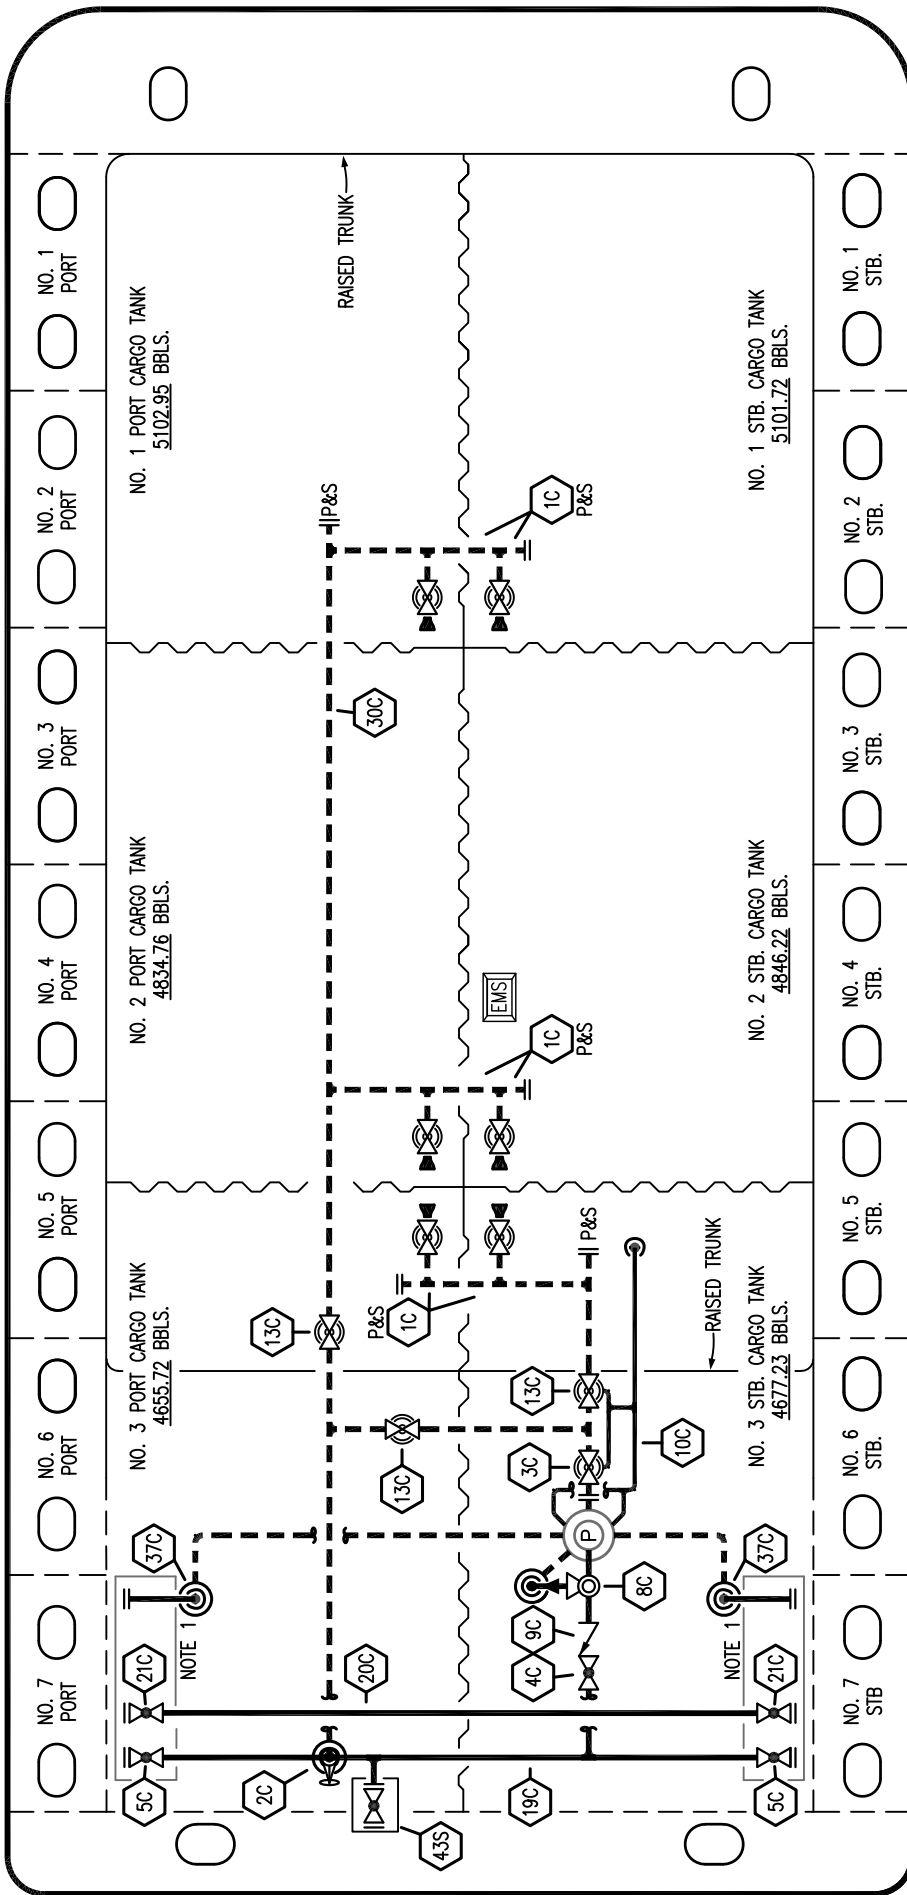 NO. 1
PORT
NO. 2
PORT
NO. 3
PORT
NO. 4
PORT
NO. 5
PORT
NO. 6
PORT
NO. 7
PORT
RAISED TRUNK
NO. 1 PORT CARGO TANK
5102.95 BBLS.
NO. 2 PORT CARGO TANK
4834.76 BBLS.
NO. 3 PORT CARGO TANK
4655.72 BBLS.
P&S
1C
P&S
30C
EMS
1C
P&S
13C
P&S
1C
P&S
13C
13C
3C
10C
37C
NOTE 1
21C
5C
20C
2C
43S
19C
P
8C
9C
4C
37C
NOTE 1
21C
5C
RAISED TRUNK
NO. 1 STB. CARGO TANK
5101.72 BBLS.
NO. 2 STB. CARGO TANK
4846.22 BBLS.
NO. 3 STB. CARGO TANK
4677.23 BBLS.
NO. 1
STB.
NO. 2
STB.
NO. 3
STB.
NO. 4
STB.
NO. 5
STB.
NO. 6
STB.
NO. 7
STB